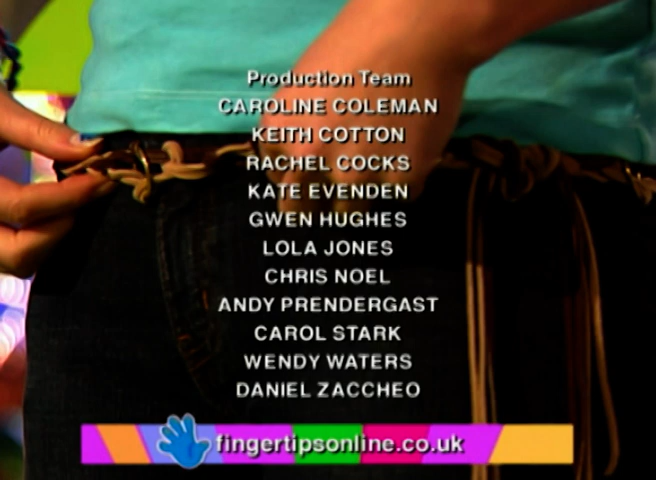 Production Team
CAROLINE COLEMAN
KEITH COTTON
RACHEL COCKS
KATE EVENDEN
GWEN HUGHES
LOLA JONES
CHRIS NOEL
ANDY PRENDERGAST
CAROL STARK
WENDY WATERS
DANIEL ZACCHEO
fingertipsonline.co.uk